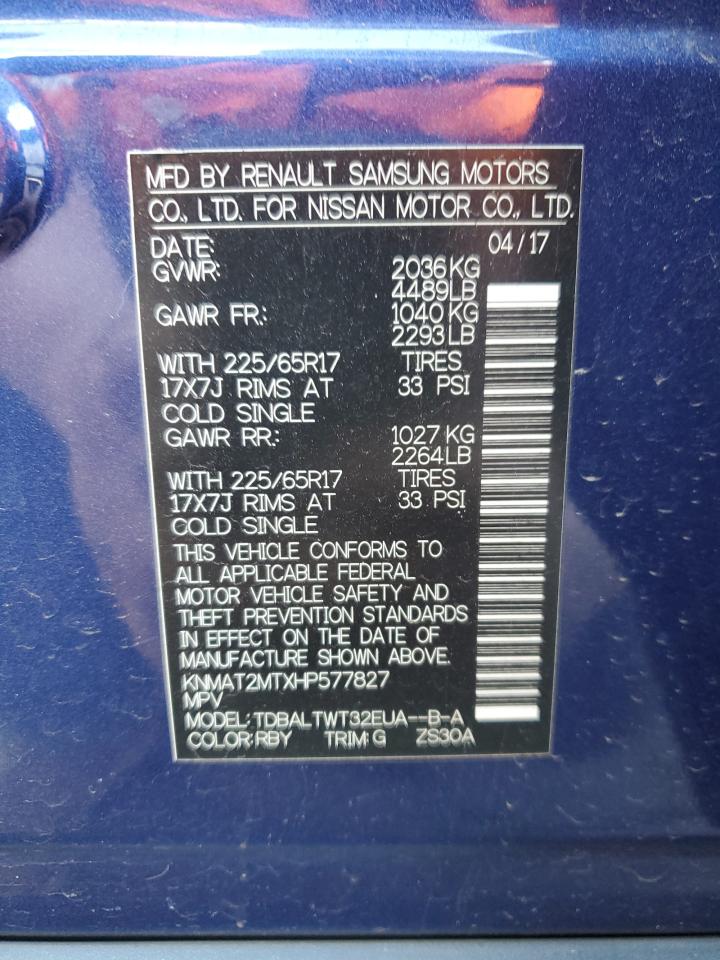 MFD BY RENAULT SAMSUNG MOTORS
CO., LTD. FOR NISSAN MOTOR CO., LTD.
DATE: 04/17
GVWR: 2036KG
4489LB
GAWR FR: 1040KG
2293LB
WITH 225/65R17 TIRES
17X7J RIMS AT 33 PSI
COLD SINGLE
GAWR RR: 1027KG
2264LB
WITH 225/65R17 TIRES
17X7J RIMS AT 33 PSI
COLD SINGLE
THIS VEHICLE CONFORMS TO
ALL APPLICABLE FEDERAL
MOTOR VEHICLE SAFETY AND
THEFT PREVENTION STANDARDS
IN EFFECT ON THE DATE OF
MANUFACTURE SHOWN ABOVE.
KNMAT2MTXHP577827
MPV
MODEL: TDBALTWT32EUA--B-A
COLOR:RBY TRIM:G ZS30A